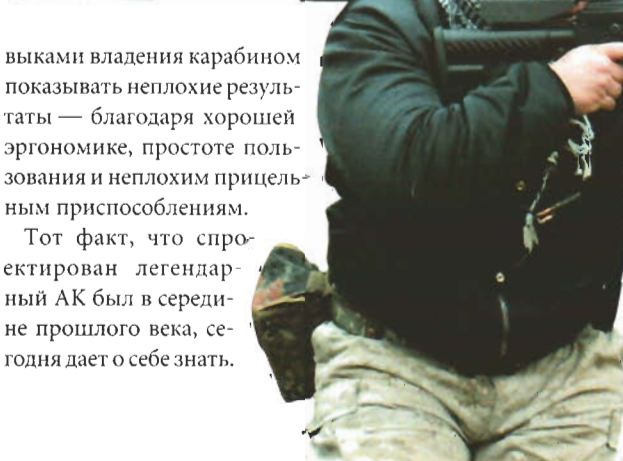 выками владения карабином
показывать неплохие резуль-
таты — благодаря хорошей
эргономике, простоте поль-
зования и неплохим прицель-
ным приспособлениям.
Тот факт, что спро-
ектирован легендар-
ный АК был в середи-
не прошлого века, се-
годня дает о себе знать.